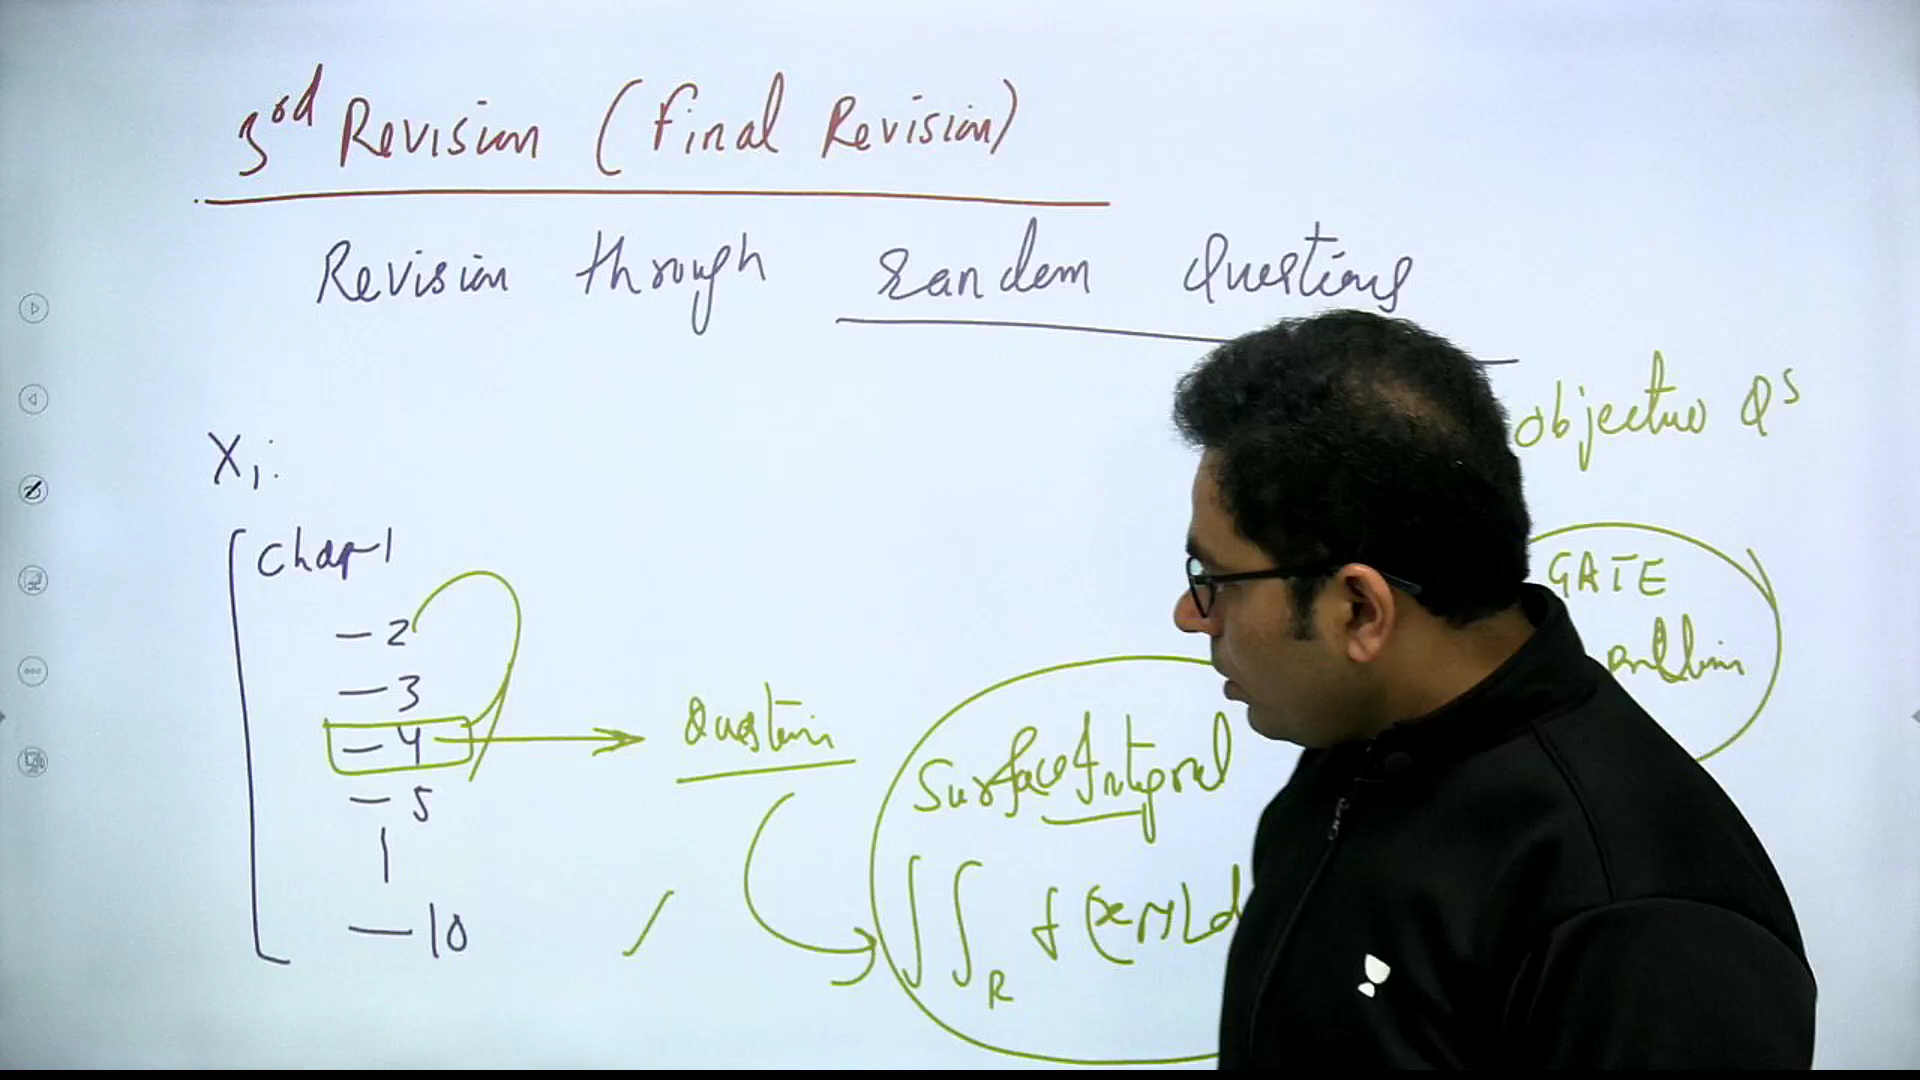 3rd Revision (Final Revision)
Revision through random Questions
Objective Qs
X1:
Chap-1
— 2
— 3
— 4 → Question
— 5
|
— 10
GATE
Problem
Surface Integral
∫∫R f(x,y) d